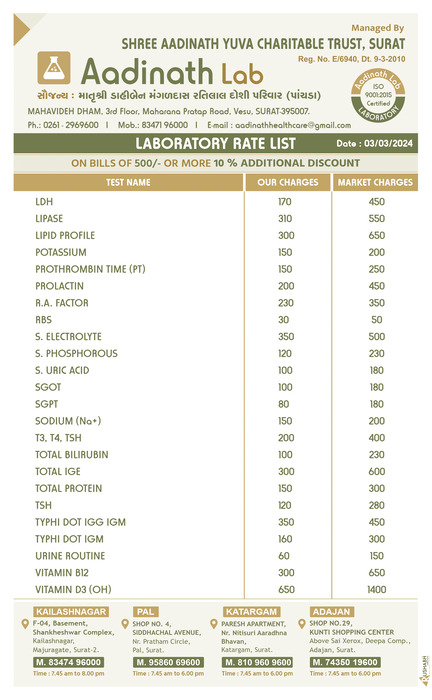 Managed By
SHREE AADINATH YUVA CHARITABLE TRUST, SURAT
Reg. No. E/6940, Dt. 9-3-2010
Aadinath Lab
Aadinath Lab
ISO
9001:2015
Certified
LABORATORY
સૌજન્ય : માતૃશ્રી ડાહીબેન મંગળદાસ રતિલાલ દોશી પરિવાર (પાંચડા)
MAHAVIDEH DHAM, 3rd Floor, Maharana Pratap Road, Vesu, SURAT-395007.
Ph.: 0261 - 2969600 | Mob.: 83471 96000 | E-mail : aadinathhealthcare@gmail.com
LABORATORY RATE LIST Date : 03/03/2024
ON BILLS OF 500/- OR MORE 10 % ADDITIONAL DISCOUNT
TEST NAME OUR CHARGES MARKET CHARGES
LDH 170 450
LIPASE 310 550
LIPID PROFILE 300 650
POTASSIUM 150 200
PROTHROMBIN TIME (PT) 150 250
PROLACTIN 200 450
R.A. FACTOR 230 350
RBS 30 50
S. ELECTROLYTE 350 500
S. PHOSPHOROUS 120 230
S. URIC ACID 100 180
SGOT 100 180
SGPT 80 180
SODIUM (Na+) 150 200
T3, T4, TSH 200 400
TOTAL BILIRUBIN 100 230
TOTAL IGE 300 600
TOTAL PROTEIN 150 300
TSH 120 280
TYPHI DOT IGG IGM 350 450
TYPHI DOT IGM 160 300
URINE ROUTINE 60 150
VITAMIN B12 300 650
VITAMIN D3 (OH) 650 1400
KAILASHNAGAR
F-04, Basement,
Shankheshwar Complex,
Kailashnagar,
Majuragate, Surat-2.
M. 83474 96000
Time : 7.45 am to 8.00 pm
PAL
SHOP NO. 4,
SIDDHACHAL AVENUE,
Nr. Pratham Circle,
Pal, Surat.
M. 95860 69600
Time : 7.45 am to 6.00 pm
KATARGAM
PARESH APARTMENT,
Nr. Nitisuri Aaradhna
Bhavan,
Katargam, Surat.
M. 810 960 9600
Time : 7.45 am to 6.00 pm
ADAJAN
SHOP NO.29,
KUNTI SHOPPING CENTER
Above Sai Xerox, Deepa Comp.,
Adajan, Surat.
M. 74350 19600
Time : 7.45 am to 6.00 pm
RUSHABH